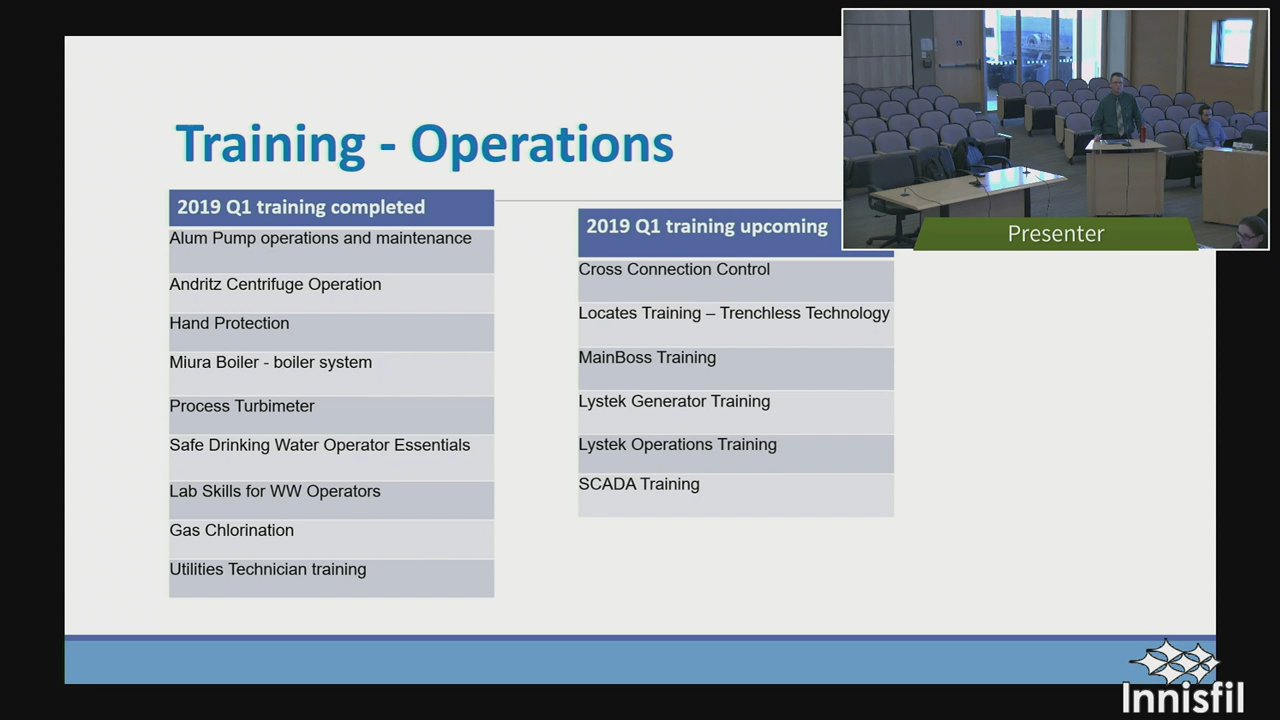 Training - Operations
2019 Q1 training completed
Alum Pump operations and maintenance
Andritz Centrifuge Operation
Hand Protection
Miura Boiler - boiler system
Process Turbimeter
Safe Drinking Water Operator Essentials
Lab Skills for WW Operators
Gas Chlorination
Utilities Technician training
2019 Q1 training upcoming
Cross Connection Control
Locates Training – Trenchless Technology
MainBoss Training
Lystek Generator Training
Lystek Operations Training
SCADA Training
Presenter
Innisfil